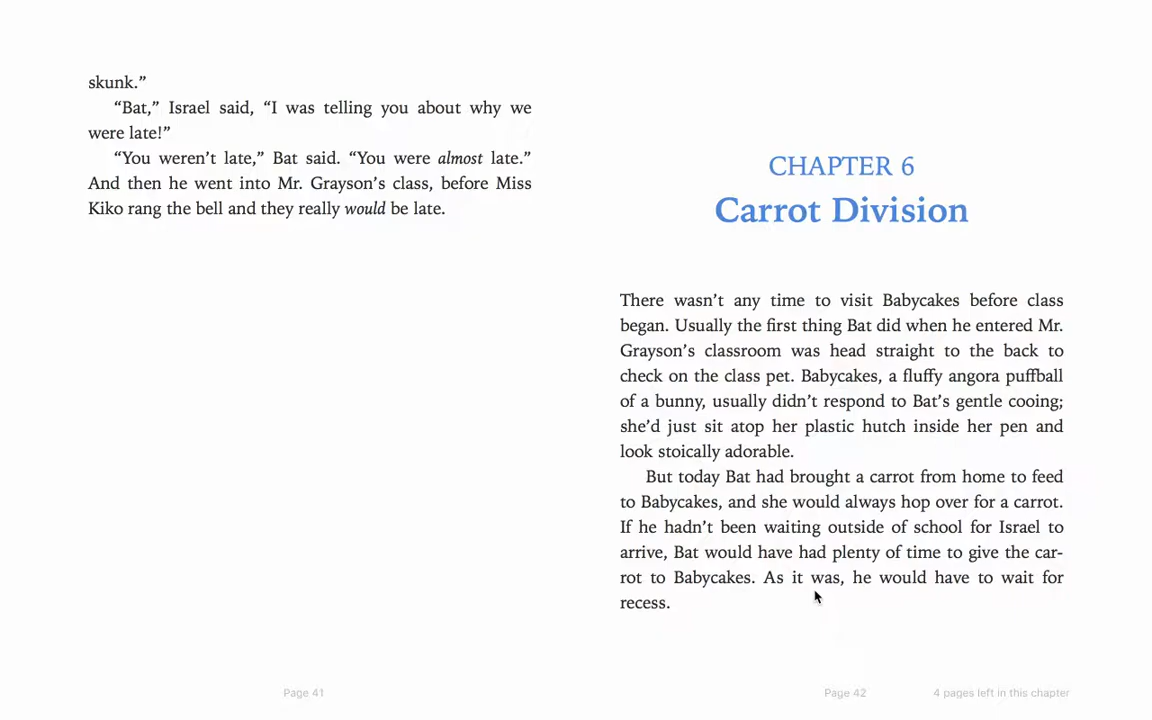 skunk.”
“Bat,” Israel said, “I was telling you about why we
were late!”
“You weren’t late,” Bat said. “You were almost late.”
And then he went into Mr. Grayson’s class, before Miss
Kiko rang the bell and they really would be late.
Page 41
CHAPTER 6
Carrot Division
There wasn’t any time to visit Babycakes before class
began. Usually the first thing Bat did when he entered Mr.
Grayson’s classroom was head straight to the back to
check on the class pet. Babycakes, a fluffy angora puffball
of a bunny, usually didn’t respond to Bat’s gentle cooing;
she’d just sit atop her plastic hutch inside her pen and
look stoically adorable.
But today Bat had brought a carrot from home to feed
to Babycakes, and she would always hop over for a carrot.
If he hadn’t been waiting outside of school for Israel to
arrive, Bat would have had plenty of time to give the car-
rot to Babycakes. As it was, he would have to wait for
recess.
Page 42
4 pages left in this chapter